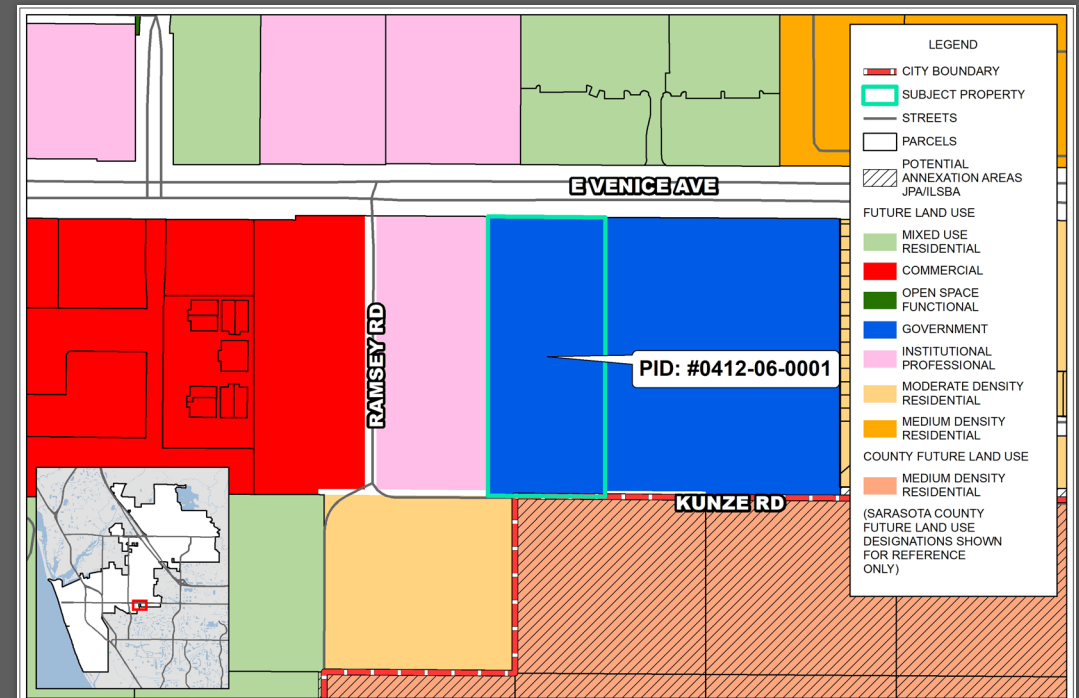 LEGEND
CITY BOUNDARY
SUBJECT PROPERTY
STREETS
PARCELS
POTENTIAL
ANNEXATION AREAS
JPA/ILSBA
FUTURE LAND USE
MIXED USE
RESIDENTIAL
COMMERCIAL
OPEN SPACE
FUNCTIONAL
GOVERNMENT
INSTITUTIONAL
PROFESSIONAL
MODERATE DENSITY
RESIDENTIAL
MEDIUM DENSITY
RESIDENTIAL
COUNTY FUTURE LAND USE
MEDIUM DENSITY
RESIDENTIAL
(SARASOTA COUNTY
FUTURE LAND USE
DESIGNATIONS SHOWN
FOR REFERENCE
ONLY)
E VENICE AVE
RAMSEY RD
PID: #0412-06-0001
KUNZE RD